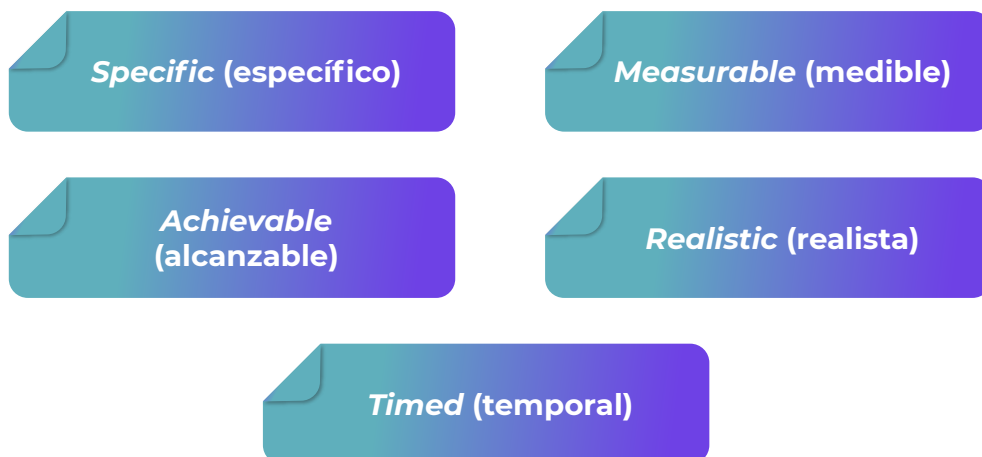 Specific (específico)
Measurable (medible)
Achievable
(alcanzable)
Realistic (realista)
Timed (temporal)